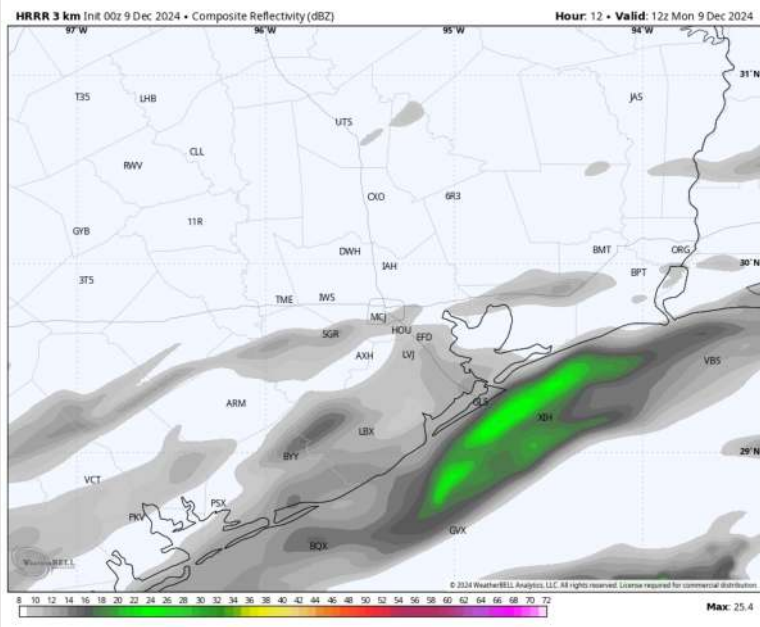 HRRR 3 km Init 00z 9 Dec 2024 • Composite Reflectivity (dBZ) Hour: 12 • Valid: 12z Mon 9 Dec 2024
97°W 96°W 95°W 94°W
31°N
T35 LHB JAS
UTS
CLL
RWV
CXO 6R3
11R
GYB
DWH BMT ORG
IAH 30°N
BPT
3T5
TME IWS
MCJ
SGR HOU EFD
AXH LVJ VBS
ARM GLS
XIH
LBX
BYY 29°N
VCT
PSX
PKV
GVX
BQX
WeatherBELL
© 2024 WeatherBELL Analytics, LLC. All rights reserved. License required for commercial distribution.
8 10 12 14 16 18 20 22 24 26 28 30 32 34 36 38 40 42 44 46 48 50 52 54 56 58 60 62 64 66 68 70 72
Max: 25.4